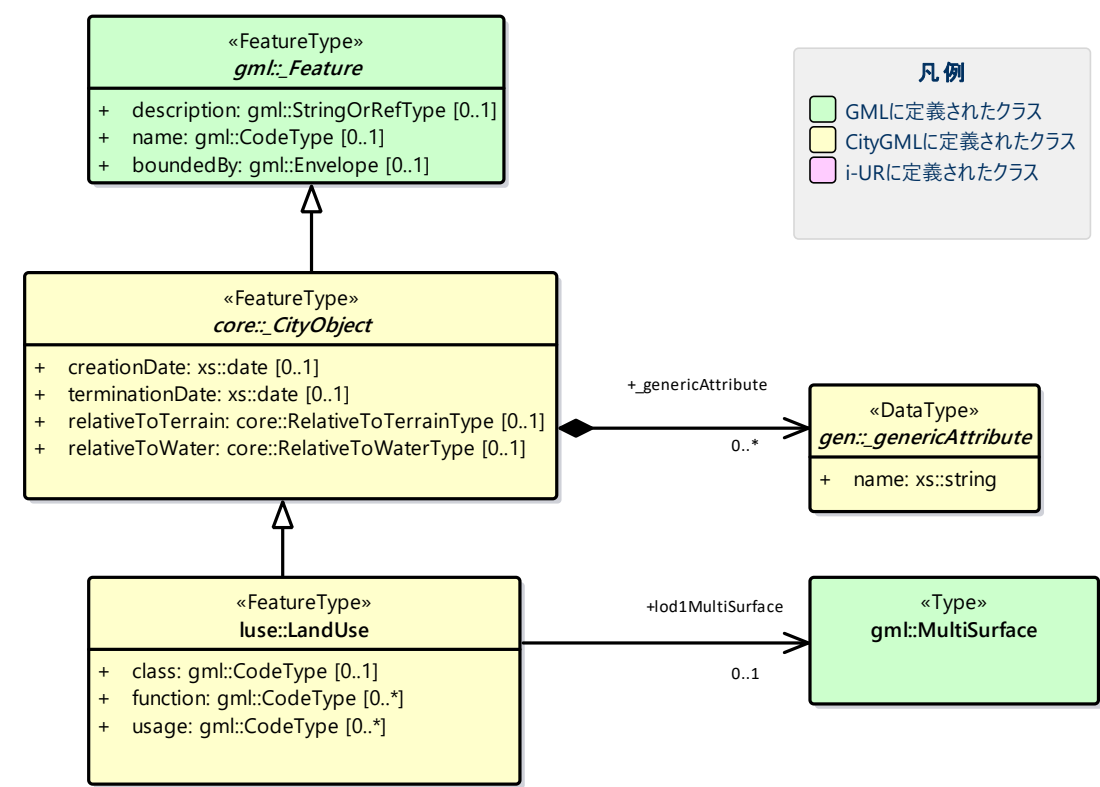 «FeatureType»
gml::_Feature
+ description: gml::StringOrRefType [0..1]
+ name: gml::CodeType [0..1]
+ boundedBy: gml::Envelope [0..1]
凡例
GMLに定義されたクラス
CityGMLに定義されたクラス
i-URに定義されたクラス
«FeatureType»
core::_CityObject
+ creationDate: xs::date [0..1]
+ terminationDate: xs::date [0..1]
+ relativeToTerrain: core::RelativeToTerrainType [0..1]
+ relativeToWater: core::RelativeToWaterType [0..1]
+_genericAttribute
0..*
«DataType»
gen::_genericAttribute
+ name: xs::string
«FeatureType»
luse::LandUse
+ class: gml::CodeType [0..1]
+ function: gml::CodeType [0..*]
+ usage: gml::CodeType [0..*]
+lod1MultiSurface
0..1
«Type»
gml::MultiSurface